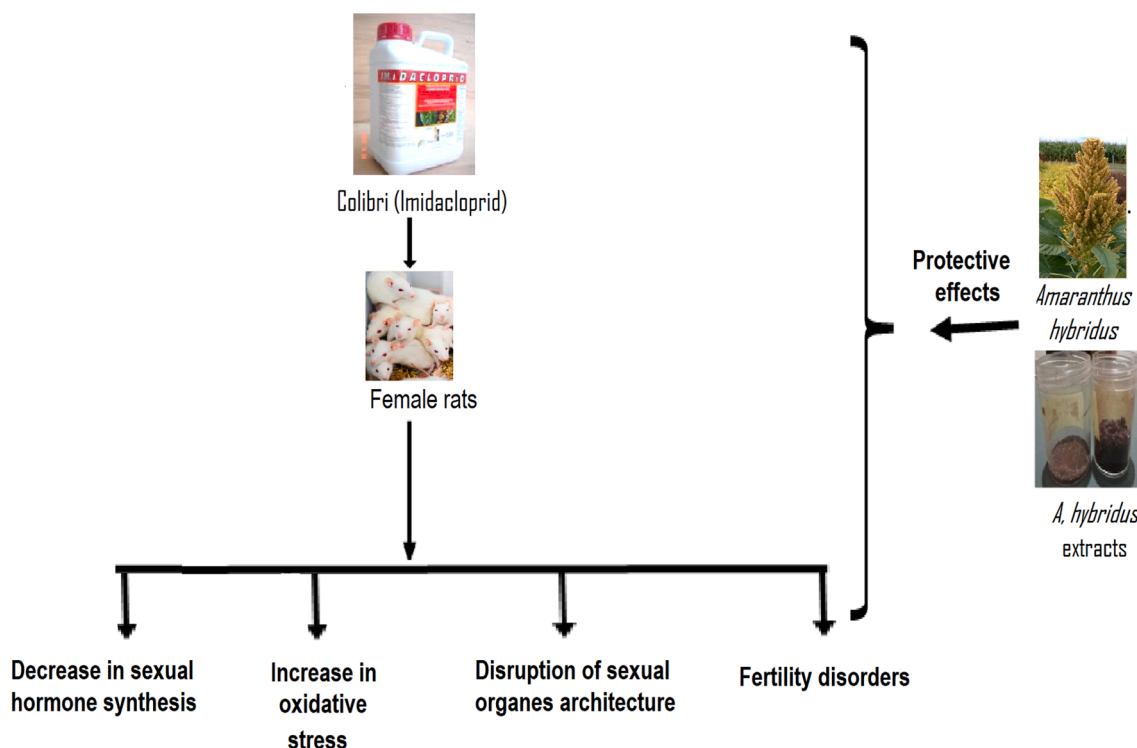 IMIDACLOPRID
Colibri (Imidacloprid)
Female rats
Decrease in sexual
hormone synthesis
Increase in
oxidative
stress
Disruption of sexual
organes architecture
Fertility disorders
Protective
effects
Amaranthus
hybridus
A, hybridus
extracts